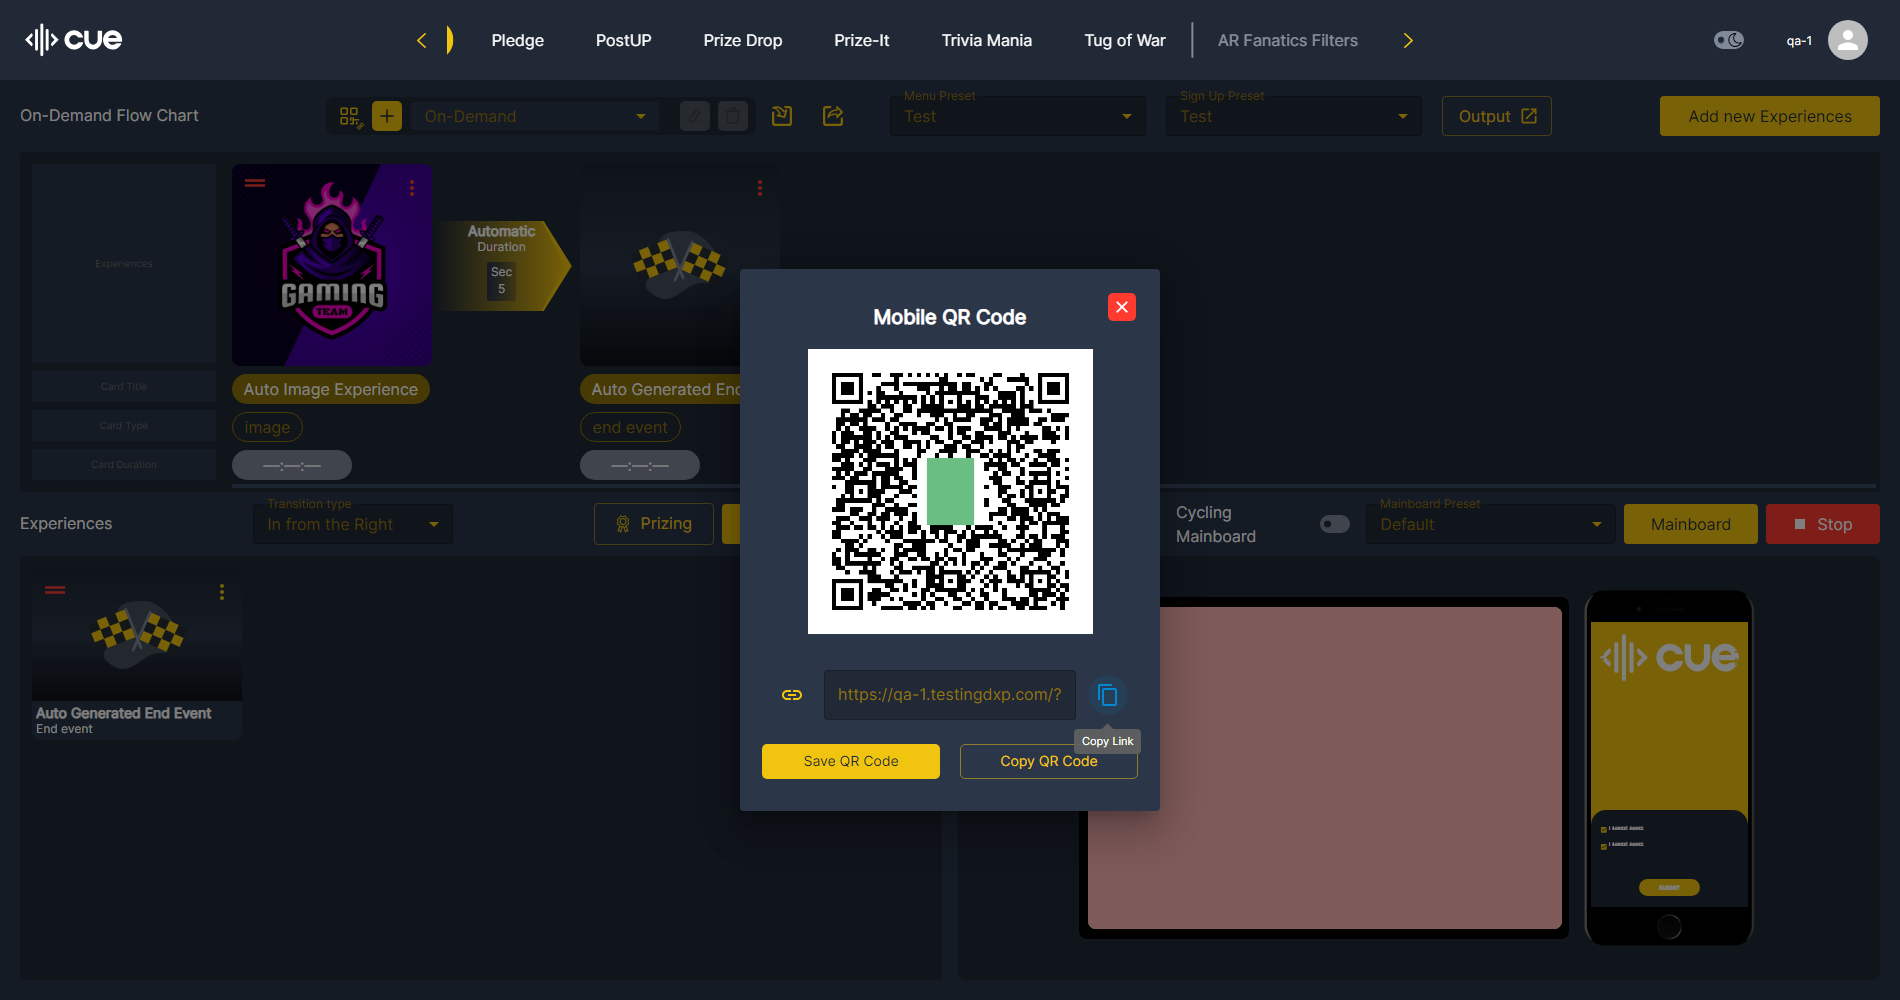 cue
Pledge
PostUP
Prize Drop
Prize-It
Trivia Mania
Tug of War
AR Fanatics Filters
qa-1
On-Demand Flow Chart
On-Demand
Menu Preset
Test
Sign Up Preset
Test
Output
Add new Experiences
Experiences
Card Title
Card Type
Card Duration
GAMING
TEAM
Automatic
Duration
Sec
5
Auto Image Experience
image
—:—:—
Auto Generated Enc
end event
—:—:—
Mobile QR Code
https://qa-1.testingdxp.com/?
Copy Link
Save QR Code
Copy QR Code
Experiences
Transition type
In from the Right
Prizing
Cycling
Mainboard
Mainboard Preset
Default
Mainboard
Stop
Auto Generated End Event
End event
cue
SUBMIT